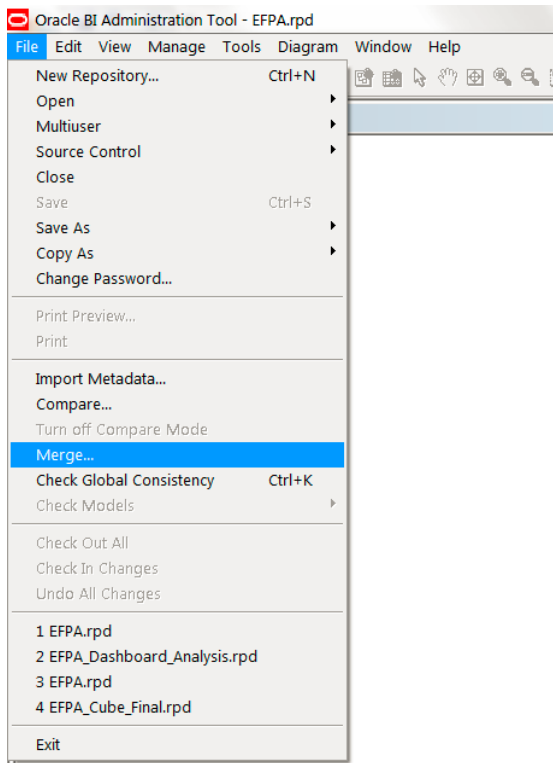 Oracle BI Administration Tool - EFPA.rpd
File Edit View Manage Tools Diagram Window Help
New Repository... Ctrl+N
Open
Multiuser
Source Control
Close
Save Ctrl+S
Save As
Copy As
Change Password...
Print Preview...
Print
Import Metadata...
Compare...
Turn off Compare Mode
Merge...
Check Global Consistency Ctrl+K
Check Models
Check Out All
Check In Changes
Undo All Changes
1 EFPA.rpd
2 EFPA_Dashboard_Analysis.rpd
3 EFPA.rpd
4 EFPA_Cube_Final.rpd
Exit